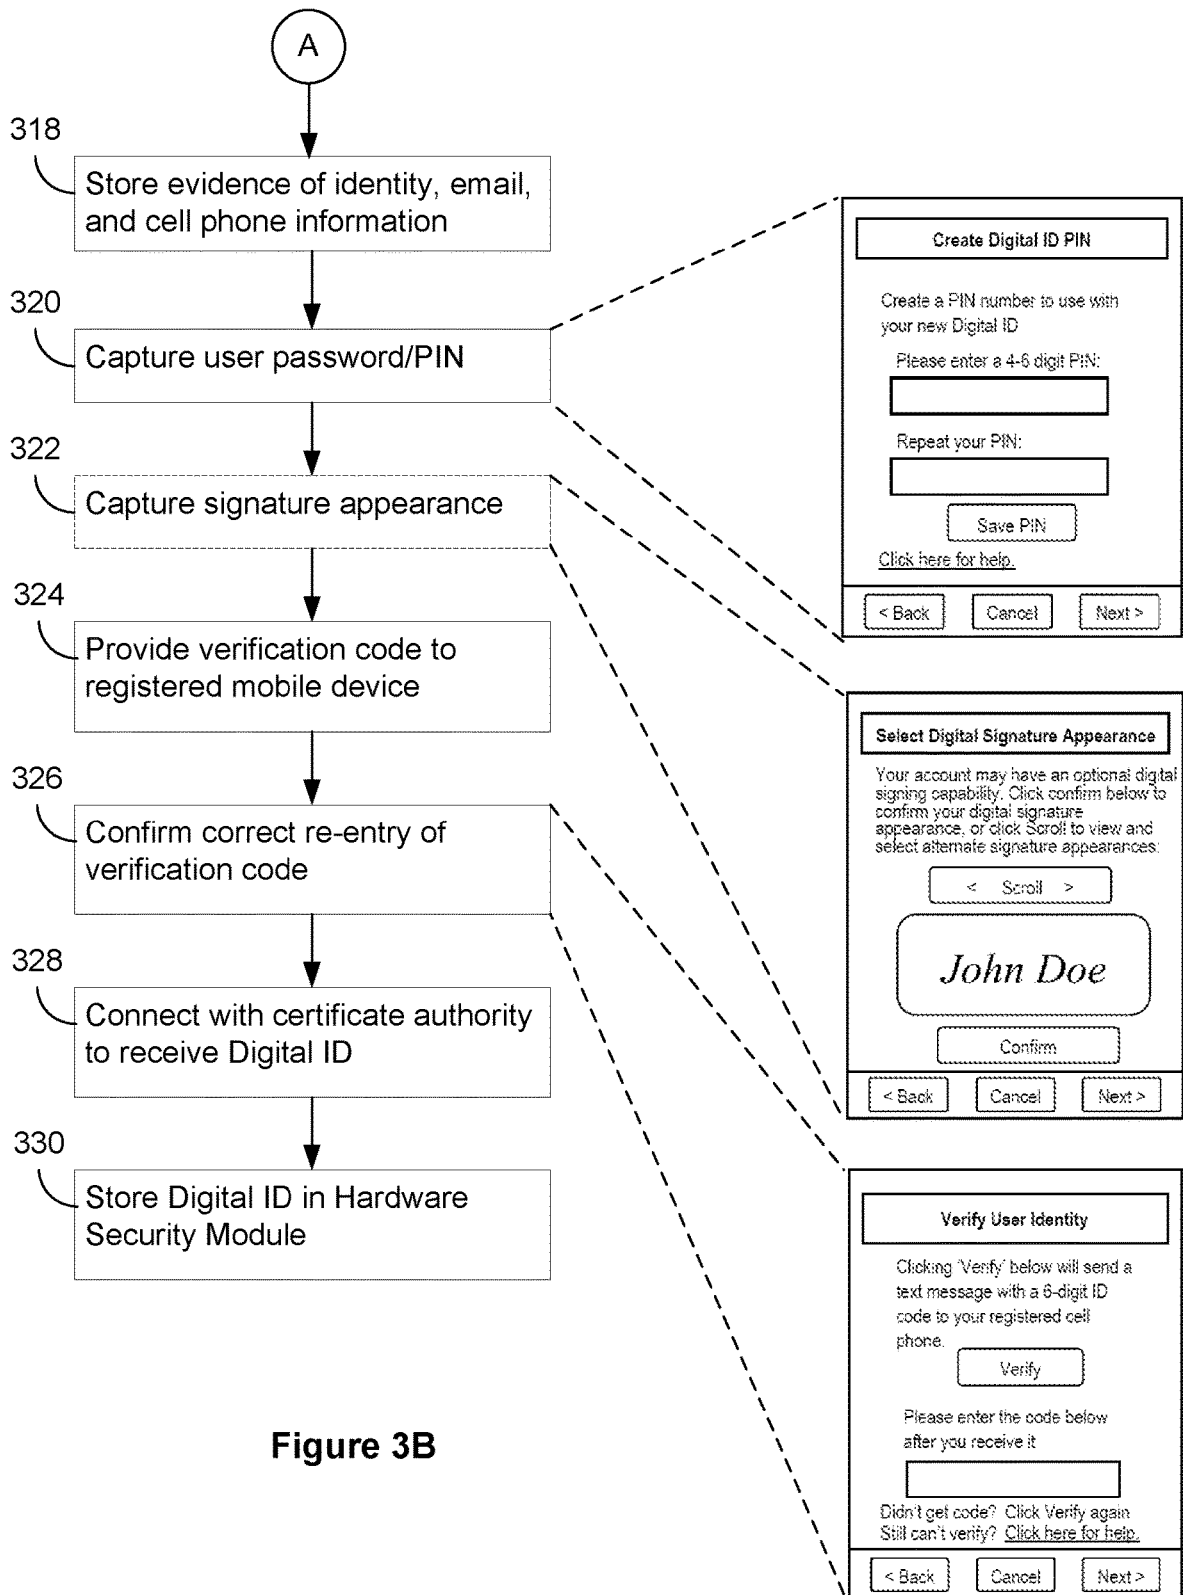 A
318
Store evidence of identity, email,
and cell phone information
320
Capture user password/PIN
322
Capture signature appearance
324
Provide verification code to
registered mobile device
326
Confirm correct re-entry of
verification code
328
Connect with certificate authority
to receive Digital ID
330
Store Digital ID in Hardware
Security Module
Figure 3B
Create Digital ID PIN
Create a PIN number to use with
your new Digital ID
Please enter a 4-6 digit PIN:
Repeat your PIN:
Save PIN
Click here for help.
< Back Cancel Next >
Select Digital Signature Appearance
Your account may have an optional digital
signing capability. Click confirm below to
confirm your digital signature
appearance, or click Scroll to view and
select alternate signature appearances:
< Scroll >
John Doe
Confirm
< Back Cancel Next >
Verify User Identity
Clicking 'Verify' below will send a
text message with a 6-digit ID
code to your registered cell
phone.
Verify
Please enter the code below
after you receive it
Didn't get code? Click Verify again
Still can't verify? Click here for help.
< Back Cancel Next >